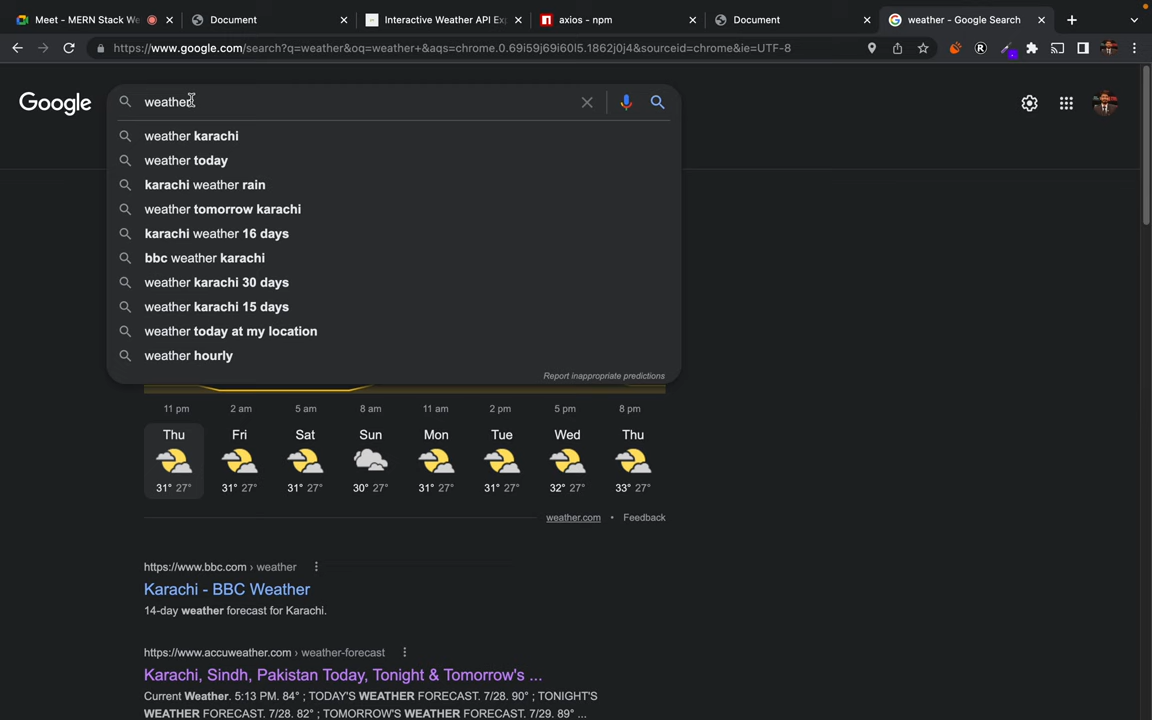 Meet - MERN Stack We
Document
Interactive Weather API Exp
axios - npm
Document
weather - Google Search
https://www.google.com/search?q=weather&oq=weather+&aqs=chrome.0.69i59j69i60l5.1862j0j4&sourceid=chrome&ie=UTF-8
Google
weather
weather karachi
weather today
karachi weather rain
weather tomorrow karachi
karachi weather 16 days
bbc weather karachi
weather karachi 30 days
weather karachi 15 days
weather today at my location
weather hourly
Report inappropriate predictions
11 pm 2 am 5 am 8 am 11 am 2 pm 5 pm 8 pm
Thu Fri Sat Sun Mon Tue Wed Thu
31° 27° 31° 27° 31° 27° 30° 27° 31° 27° 31° 27° 32° 27° 33° 27°
weather.com • Feedback
https://www.bbc.com › weather
Karachi - BBC Weather
14-day weather forecast for Karachi.
https://www.accuweather.com › weather-forecast
Karachi, Sindh, Pakistan Today, Tonight & Tomorrow's ...
Current Weather. 5:13 PM. 84° ; TODAY'S WEATHER FORECAST. 7/28. 90° ; TONIGHT'S
WEATHER FORECAST. 7/28. 82° ; TOMORROW'S WEATHER FORECAST. 7/29. 89° ...